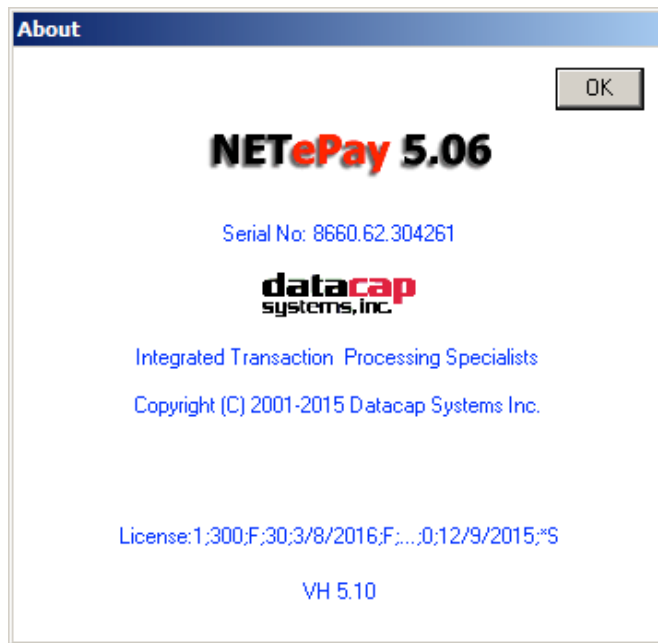 About
OK
NETePay 5.06
Serial No: 8660.62.304261
datacap
systems, inc.
Integrated Transaction  Processing Specialists
Copyright (C) 2001-2015 Datacap Systems Inc.
License:1;300;F;30;3/8/2016;F;...;0;12/9/2015;*S
VH 5.10